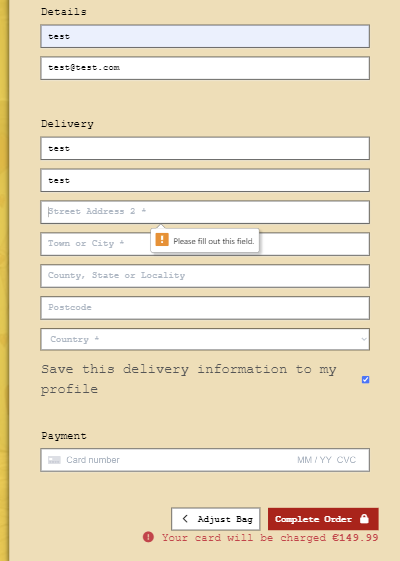 Details
test
test@test.com
Delivery
test
test
Street Address 2 *
Please fill out this field.
Town or City *
County, State or Locality
Postcode
Country *
Save this delivery information to my
profile
Payment
Card number MM / YY CVC
Adjust Bag Complete Order
Your card will be charged €149.99